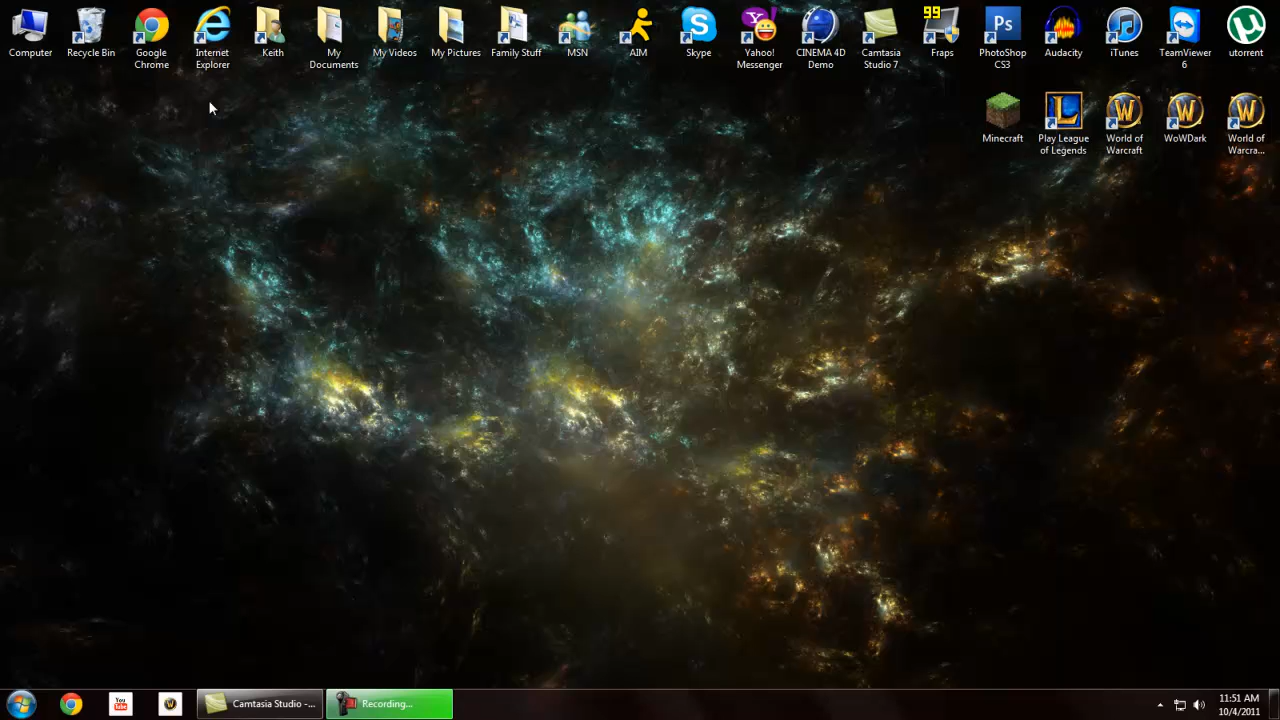 Computer
Recycle Bin
Google
Chrome
Internet
Explorer
Keith
My
Documents
My Videos
My Pictures
Family Stuff
MSN
AIM
Skype
Yahoo!
Messenger
CINEMA 4D
Demo
Camtasia
Studio 7
99
Fraps
Ps
PhotoShop
CS3
Audacity
iTunes
TeamViewer
6
utorrent
Minecraft
Play League
of Legends
World of
Warcraft
WoWDark
World of
Warcra...
You
Tube
Camtasia Studio -...
Recording...
11:51 AM
10/4/2011